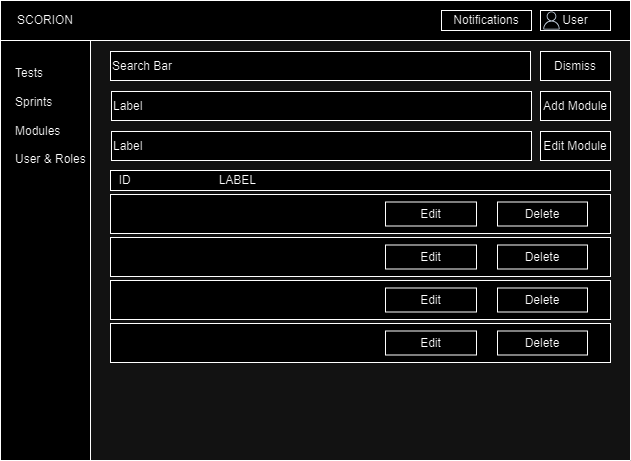 SCORION
Notifications
User
Tests
Sprints
Modules
User & Roles
Search Bar
Dismiss
Label
Add Module
Label
Edit Module
ID LABEL
Edit Delete
Edit Delete
Edit Delete
Edit Delete